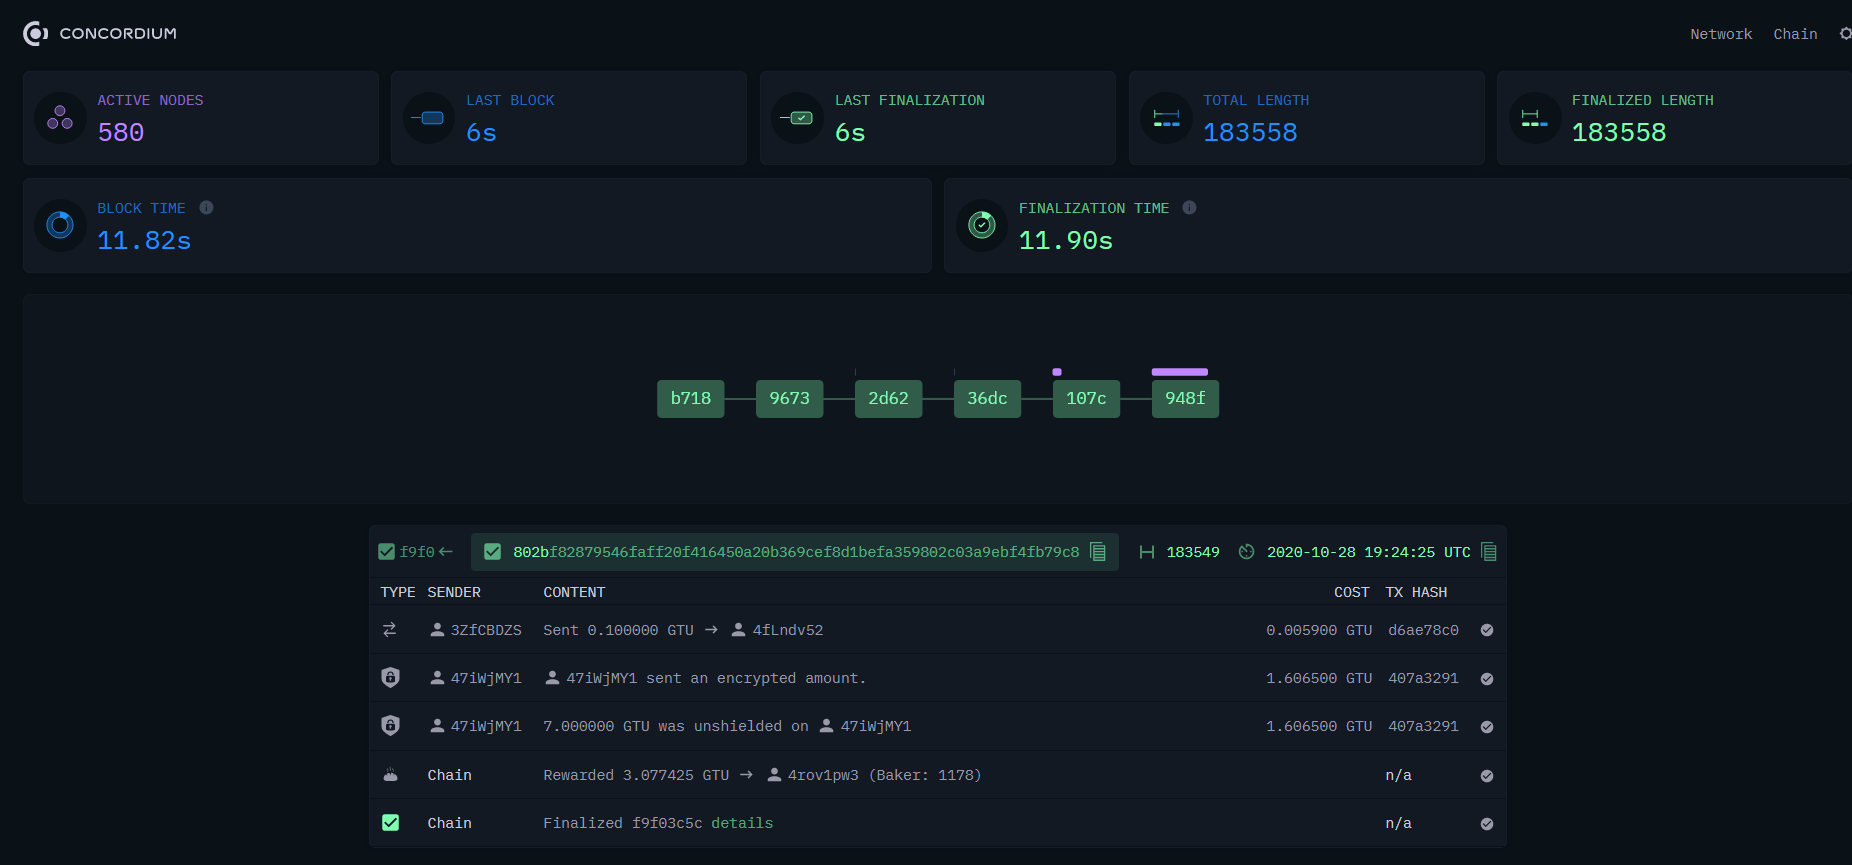 CONCORDIUM
Network Chain
ACTIVE NODES
580
LAST BLOCK
6s
LAST FINALIZATION
6s
TOTAL LENGTH
183558
FINALIZED LENGTH
183558
BLOCK TIME
11.82s
FINALIZATION TIME
11.90s
b718 9673 2d62 36dc 107c 948f
f9f0 ← 802bf82879546faff20f416450a20b369cef8d1befa359802c03a9ebf4fb79c8 183549 2020-10-28 19:24:25 UTC
TYPE SENDER CONTENT COST TX HASH
3ZfCBDZS Sent 0.100000 GTU → 4fLndv52 0.005900 GTU d6ae78c0
47iWjMY1 47iWjMY1 sent an encrypted amount. 1.606500 GTU 407a3291
47iWjMY1 7.000000 GTU was unshielded on 47iWjMY1 1.606500 GTU 407a3291
Chain Rewarded 3.077425 GTU → 4rov1pw3 (Baker: 1178) n/a
Chain Finalized f9f03c5c details n/a